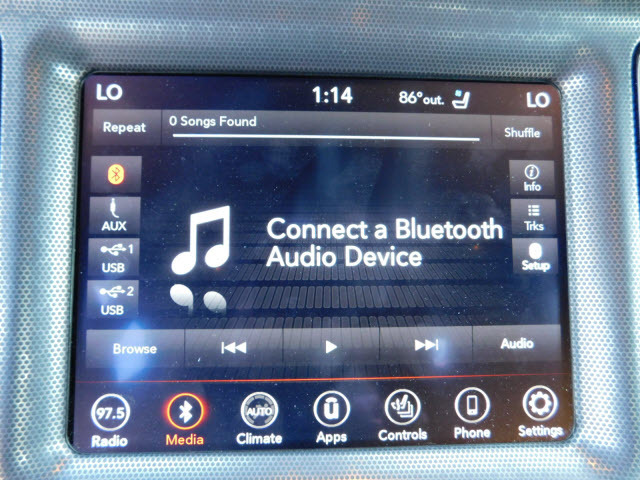 LO 1:14 86° out. LO
Repeat 0 Songs Found Shuffle
Info
AUX
Trks
1
USB
Connect a Bluetooth
Audio Device
Setup
2
USB
Browse Audio
97.5 AUTO
Radio Media Climate Apps Controls Phone Settings